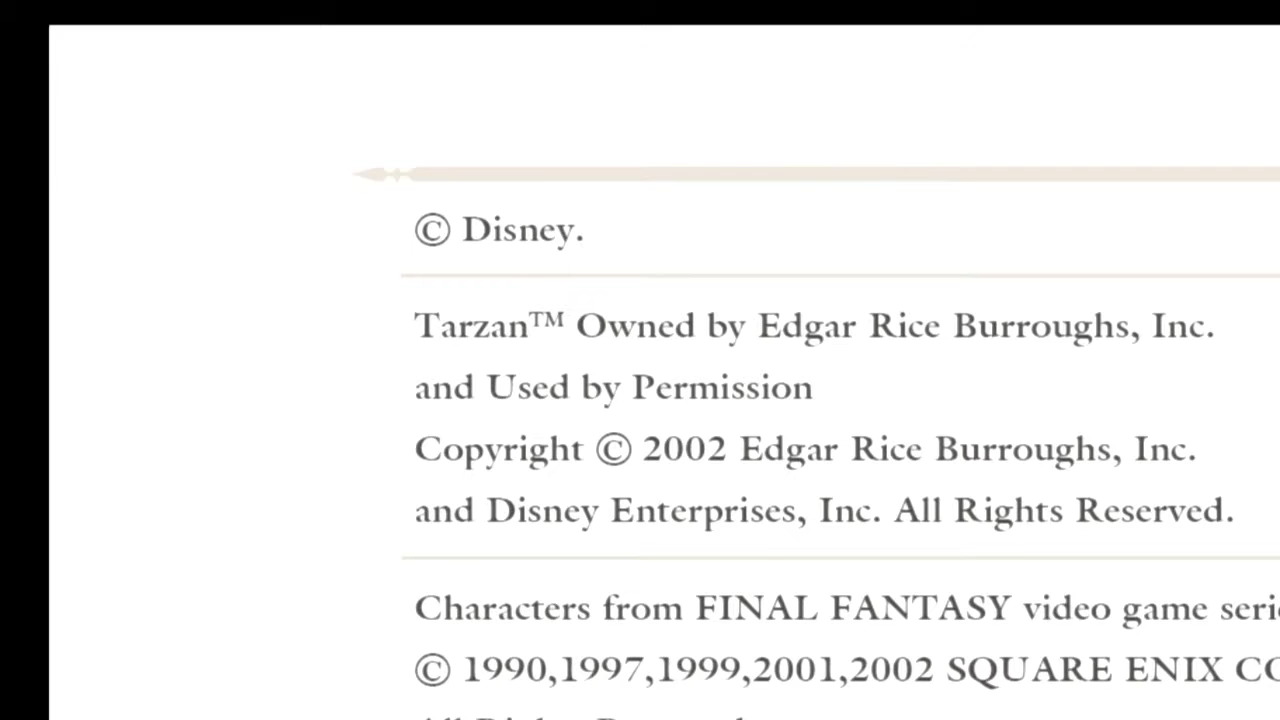 © Disney.
Tarzan™ Owned by Edgar Rice Burroughs, Inc.
and Used by Permission
Copyright © 2002 Edgar Rice Burroughs, Inc.
and Disney Enterprises, Inc. All Rights Reserved.
Characters from FINAL FANTASY video game
© 1990,1997,1999,2001,2002 SQUARE ENIX